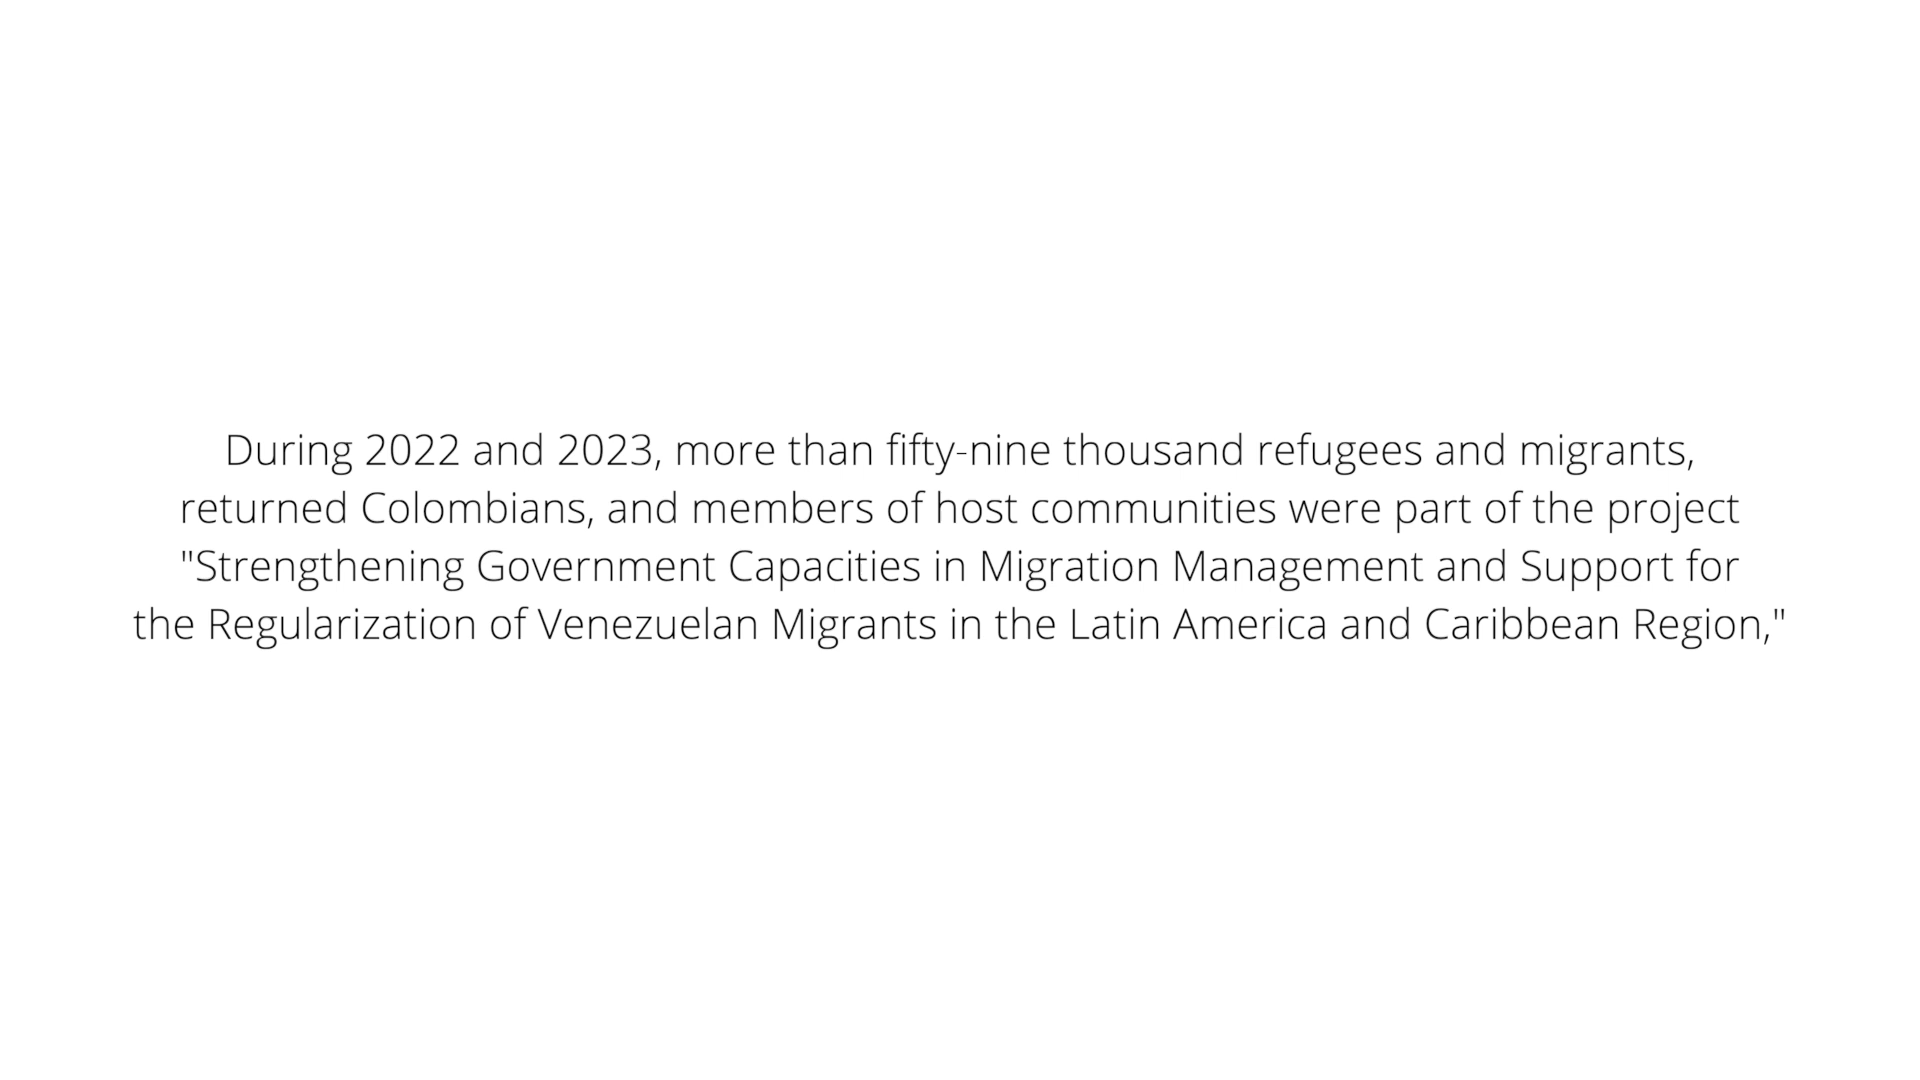 During 2022 and 2023, more than fifty-nine thousand refugees and migrants,
returned Colombians, and members of host communities were part of the project
"Strengthening Government Capacities in Migration Management and Support for
the Regularization of Venezuelan Migrants in the Latin America and Caribbean Region,"